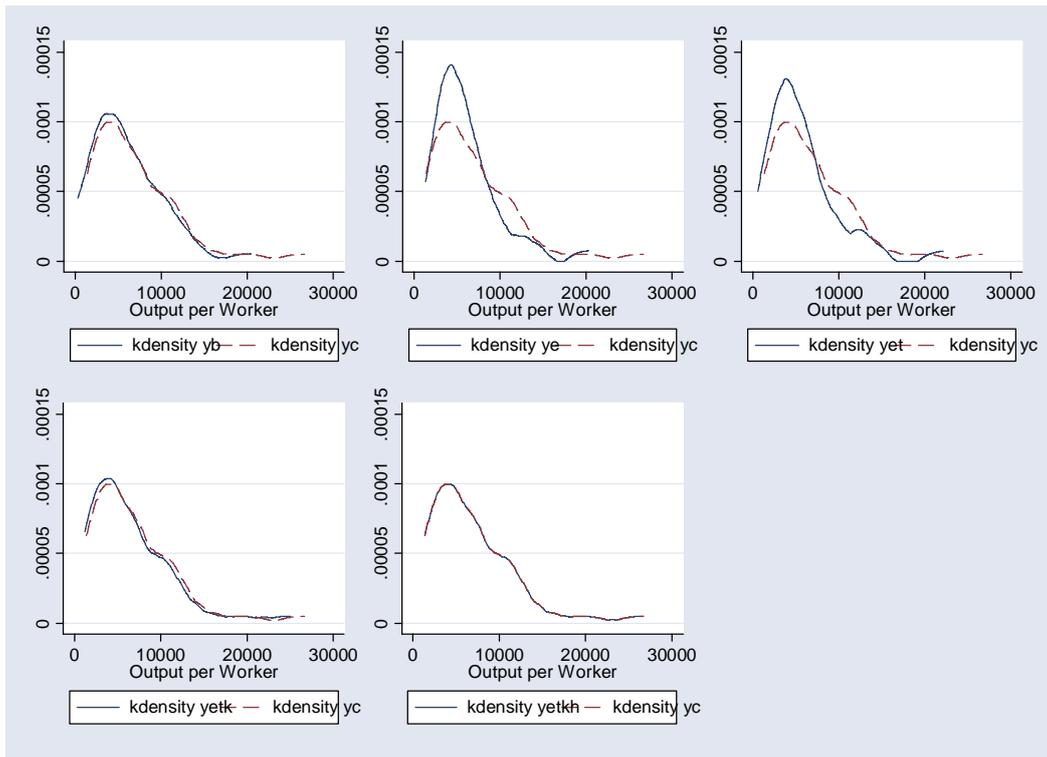 .00015
.0001
.00005
0
0 10000 20000 30000
Output per Worker
kdensity yb kdensity yc
.00015
.0001
.00005
0
0 10000 20000 30000
Output per Worker
kdensity ye kdensity yc
.00015
.0001
.00005
0
0 10000 20000 30000
Output per Worker
kdensity yet kdensity yc
.00015
.0001
.00005
0
0 10000 20000 30000
Output per Worker
kdensity yetk kdensity yc
.00015
.0001
.00005
0
0 10000 20000 30000
Output per Worker
kdensity yetkh kdensity yc